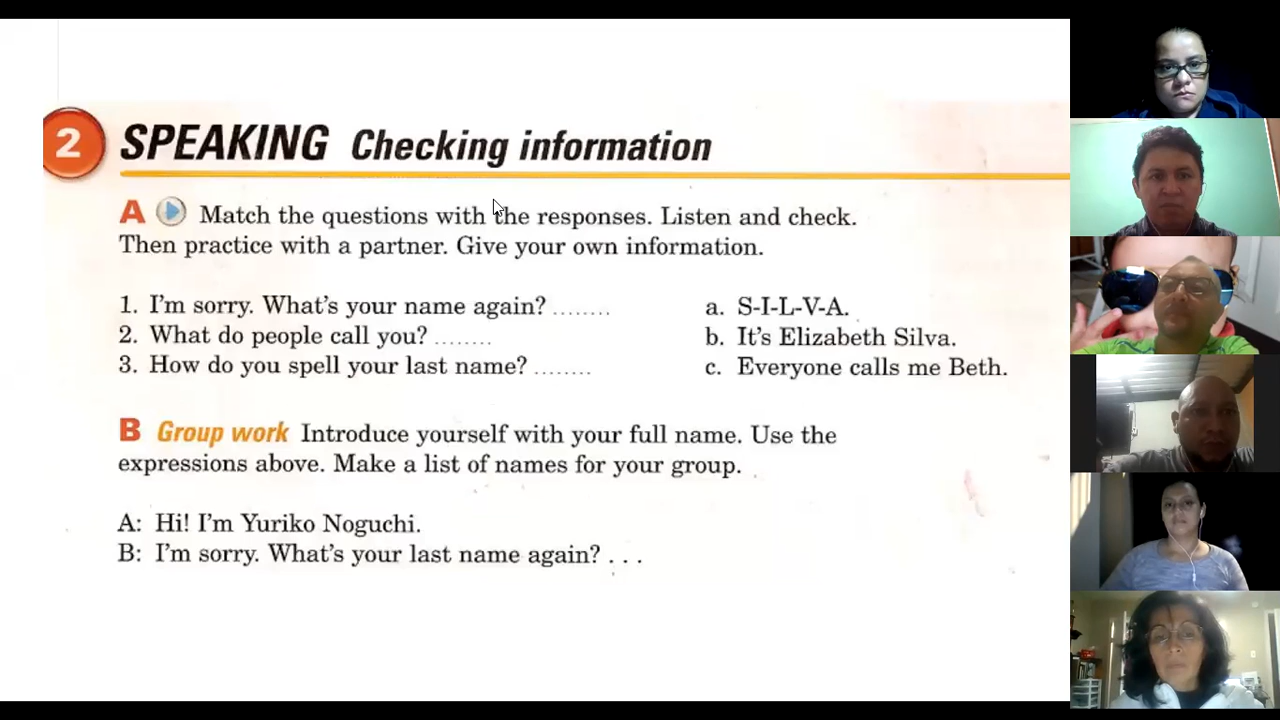 2 SPEAKING Checking information
A Match the questions with the responses. Listen and check.
Then practice with a partner. Give your own information.
1. I'm sorry. What's your name again? ........
2. What do people call you? ........
3. How do you spell your last name? ........
a. S-I-L-V-A.
b. It's Elizabeth Silva.
c. Everyone calls me Beth.
B Group work Introduce yourself with your full name. Use the
expressions above. Make a list of names for your group.
A: Hi! I'm Yuriko Noguchi.
B: I'm sorry. What's your last name again? . . .